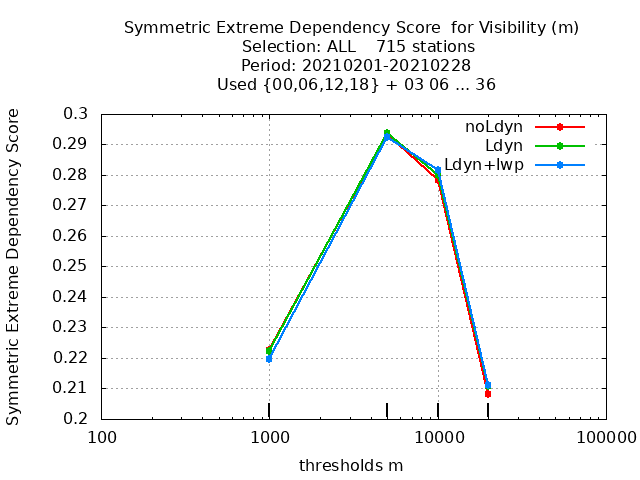 Symmetric Extreme Dependency Score  for Visibility (m)
Selection: ALL    715 stations
Period: 20210201-20210228
Used {00,06,12,18} + 03 06 ... 36
Symmetric Extreme Dependency Score
0.3
0.29
0.28
0.27
0.26
0.25
0.24
0.23
0.22
0.21
0.2
noLdyn
Ldyn
Ldyn+lwp
100
1000
10000
100000
thresholds m